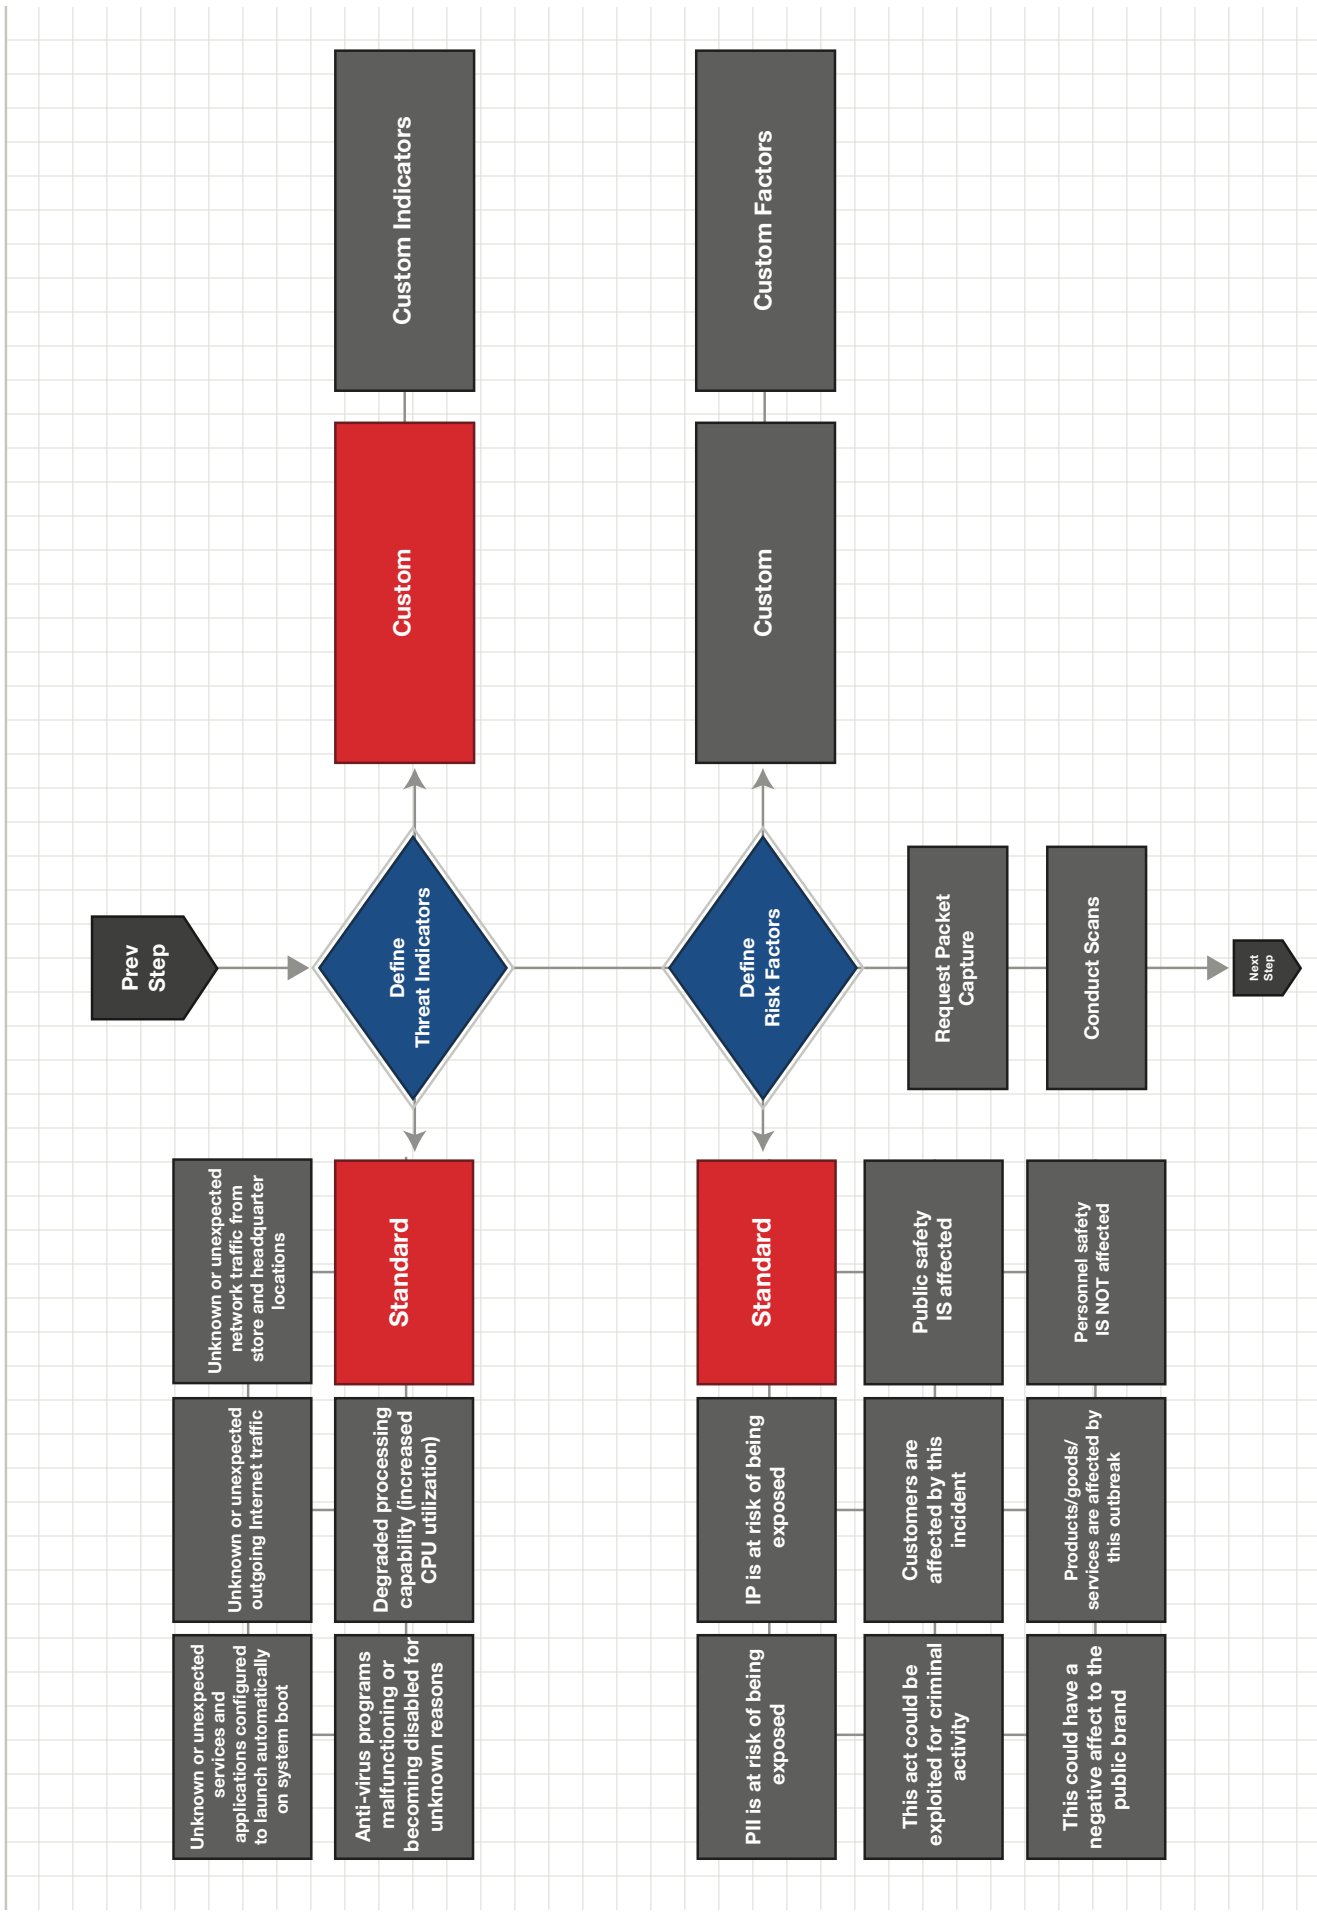 Prev
Step
Define
Threat Indicators
Custom
Custom Indicators
Unknown or unexpected
services and
applications configured
to launch automatically
on system boot
Unknown or unexpected
outgoing Internet traffic
Unknown or unexpected
network traffic from
store and headquarter
locations
Anti-virus programs
malfunctioning or
becoming disabled for
unknown reasons
Degraded processing
capability (increased
CPU utilization)
Standard
Define
Risk Factors
Custom
Custom Factors
PII is at risk of being
exposed
IP is at risk of being
exposed
Standard
This act could be
exploited for criminal
activity
Customers are
affected by this
incident
Public safety
IS affected
This could have a
negative affect to the
public brand
Products/goods/
services are affected by
this outbreak
Personnel safety
IS NOT affected
Request Packet
Capture
Conduct Scans
Next
Step